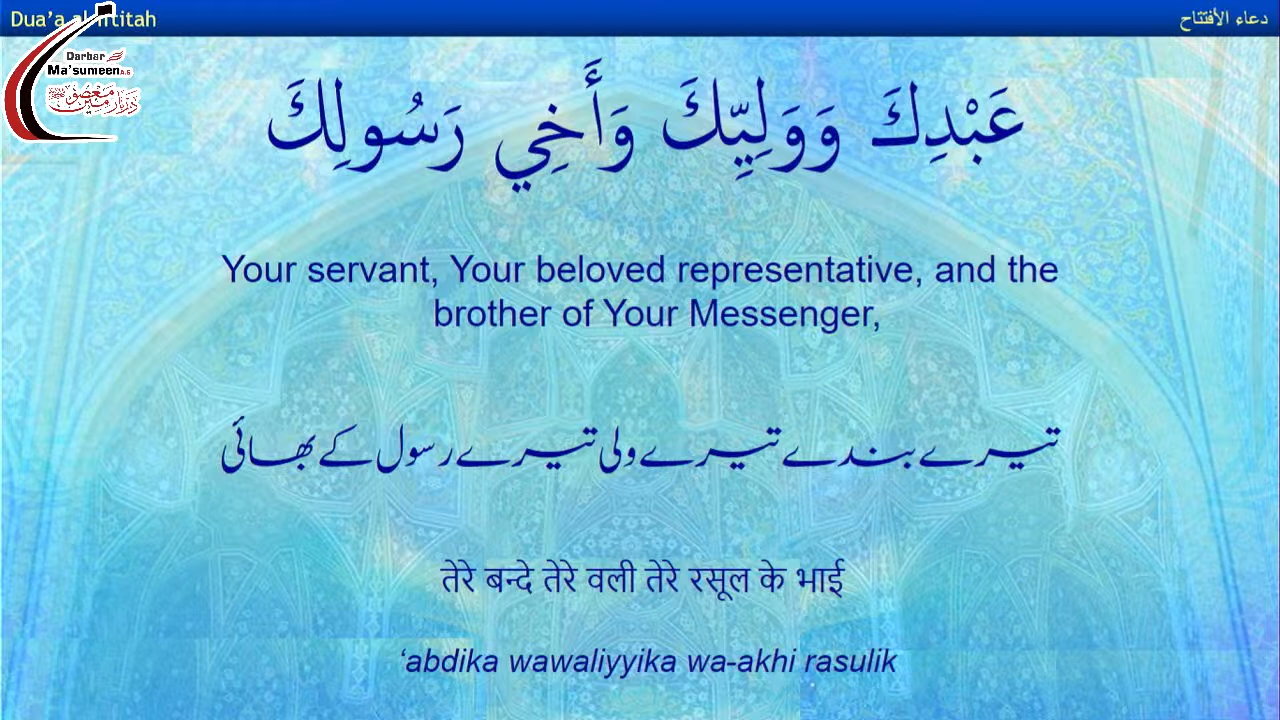 Dua'a al-Iftitah
دعاء الأفتتاح
Darbar
Ma'sumeen A.S
عَبْدِكَ وَوَلِيِّكَ وَأَخِي رَسُولِكَ
Your servant, Your beloved representative, and the
brother of Your Messenger,
تیرے بندے تیرے ولی تیرے رسول کے بھائی
तेरे बन्दे तेरे वली तेरे रसूल के भाई
‘abdika wawaliyyika wa-akhi rasulik